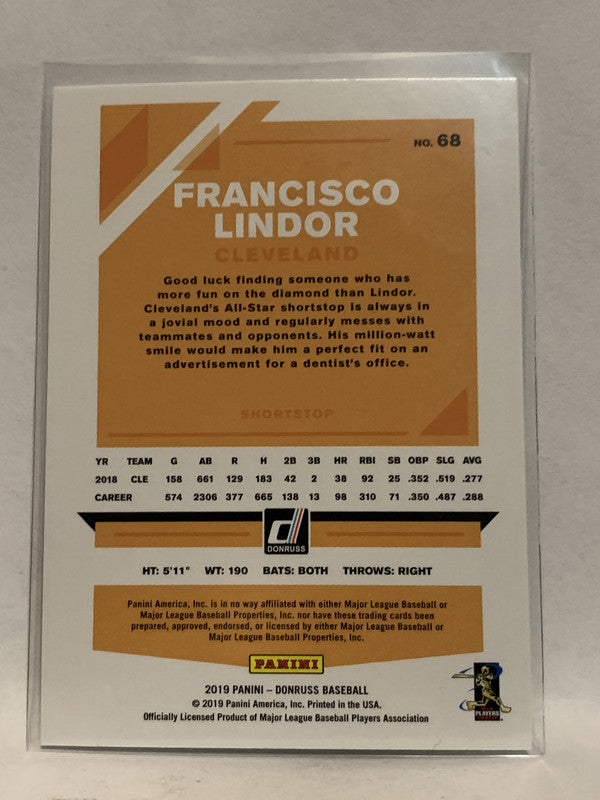 NO. 68
FRANCISCO
LINDOR
CLEVELAND
Good luck finding someone who has
more fun on the diamond than Lindor.
Cleveland's All-Star shortstop is always in
a jovial mood and regularly messes with
teammates and opponents. His million-watt
smile would make him a perfect fit on an
advertisement for a dentist's office.
SHORTSTOP
YR TEAM G AB R H 2B 3B HR RBI SB OBP SLG AVG
2018 CLE 158 661 129 183 42 2 38 92 25 .352 .519 .277
CAREER 574 2306 377 665 138 13 98 310 71 .350 .487 .288
DONRUSS
HT: 5'11" WT: 190 BATS: BOTH THROWS: RIGHT
Panini America, Inc. is in no way affiliated with either Major League Baseball or
Major League Baseball Properties, Inc. nor have these trading cards been
prepared, approved, endorsed, or licensed by either Major League Baseball or
Major League Baseball Properties, Inc.
PANINI
2019 PANINI – DONRUSS BASEBALL
© 2019 Panini America, Inc. Printed in the USA.
Officially Licensed Product of Major League Baseball Players Association
PLAYERS